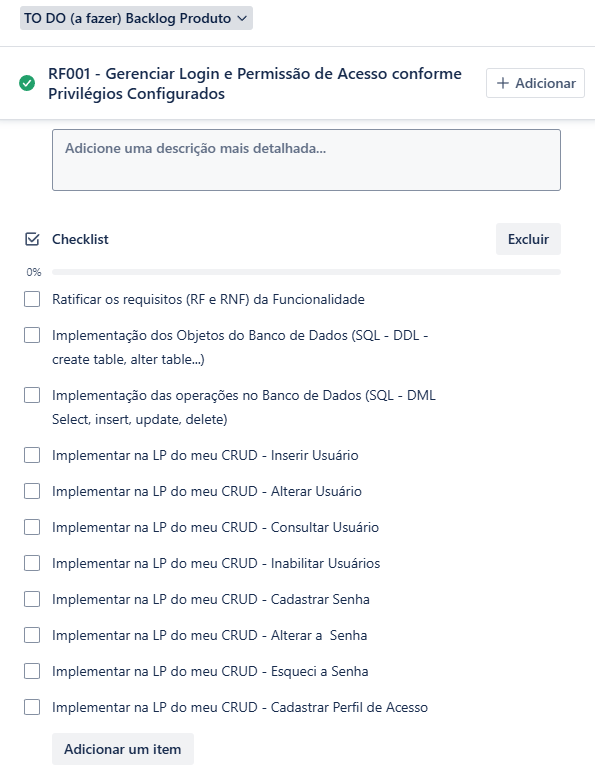 TO DO (a fazer) Backlog Produto
RF001 - Gerenciar Login e Permissão de Acesso conforme
Privilégios Configurados
Adicionar
Adicione uma descrição mais detalhada...
Checklist
Excluir
0%
Ratificar os requisitos (RF e RNF) da Funcionalidade
Implementação dos Objetos do Banco de Dados (SQL - DDL -
create table, alter table...)
Implementação das operações no Banco de Dados (SQL - DML
Select, insert, update, delete)
Implementar na LP do meu CRUD - Inserir Usuário
Implementar na LP do meu CRUD - Alterar Usuário
Implementar na LP do meu CRUD - Consultar Usuário
Implementar na LP do meu CRUD - Inabilitar Usuários
Implementar na LP do meu CRUD - Cadastrar Senha
Implementar na LP do meu CRUD - Alterar a  Senha
Implementar na LP do meu CRUD - Esqueci a Senha
Implementar na LP do meu CRUD - Cadastrar Perfil de Acesso
Adicionar um item